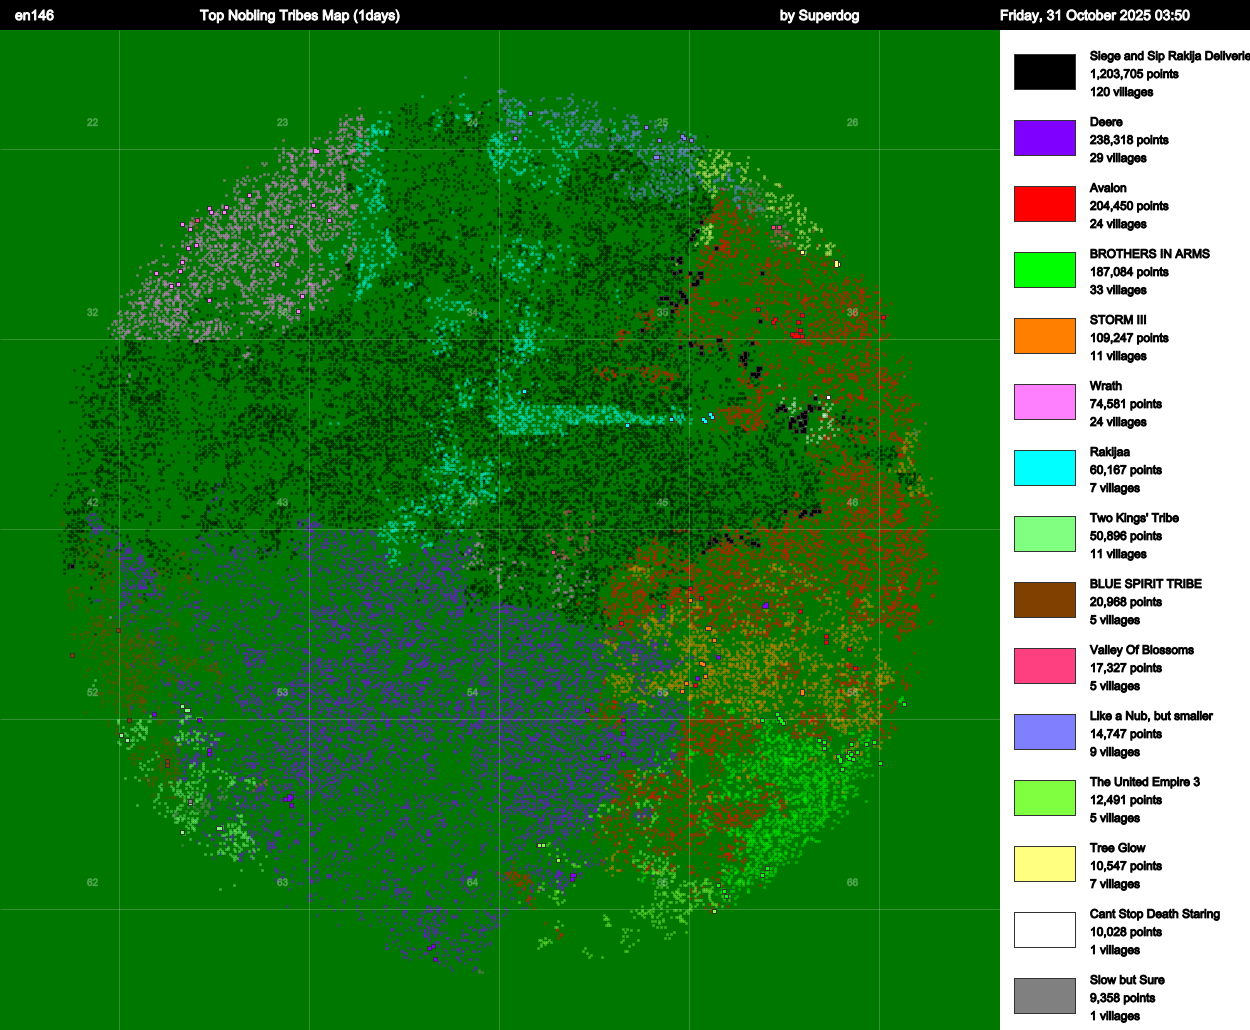 en146
Top Nobling Tribes Map (1days)
by Superdog
Friday, 31 October 2025 03:50
Siege and Sip Rakija Deliverie
1,203,705 points
120 villages
Deere
238,318 points
29 villages
Avalon
204,450 points
24 villages
BROTHERS IN ARMS
187,084 points
33 villages
STORM III
109,247 points
11 villages
Wrath
74,581 points
24 villages
Rakijaa
60,167 points
7 villages
Two Kings' Tribe
50,896 points
11 villages
BLUE SPIRIT TRIBE
20,968 points
5 villages
Valley Of Blossoms
17,327 points
5 villages
Like a Nub, but smaller
14,747 points
9 villages
The United Empire 3
12,491 points
5 villages
Tree Glow
10,547 points
7 villages
Cant Stop Death Staring
10,028 points
1 villages
Slow but Sure
9,358 points
1 villages
22 23 24 25 26
32 33 34 35 36
42 43 44 45 46
52 53 54 55 56
62 63 64 65 66